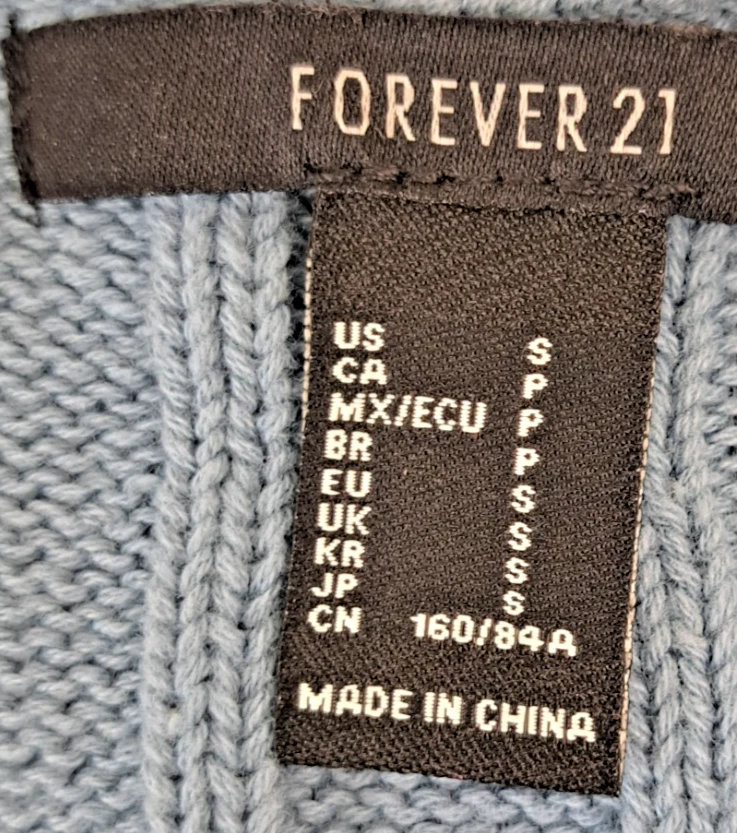 FOREVER 21
US S
CA P
MX/ECU P
BR P
EU S
UK S
KR S
JP S
CN 160/84A
MADE IN CHINA